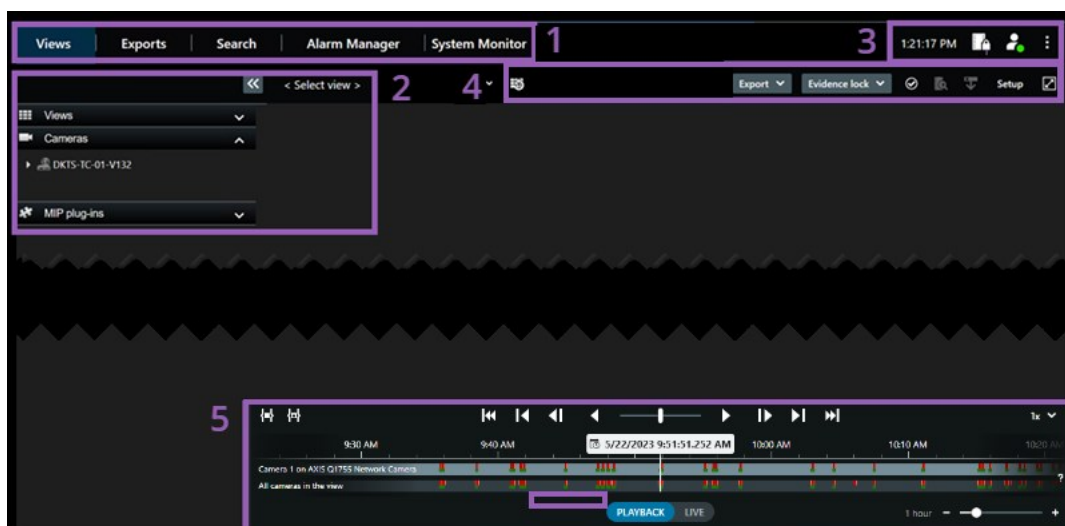 Views Exports Search Alarm Manager System Monitor 1 3 1:21:17 PM
< Select view > 2 4 Export Evidence lock Setup
Views
Cameras
DKTS-TC-01-V132
MIP plug-ins
5
1x
9:30 AM 9:40 AM 5/22/2023 9:51:51.252 AM 10:00 AM 10:10 AM 10:20 AM
Camera 1 on AXIS Q1755 Network Camera
All cameras in the view ?
PLAYBACK LIVE 1 hour